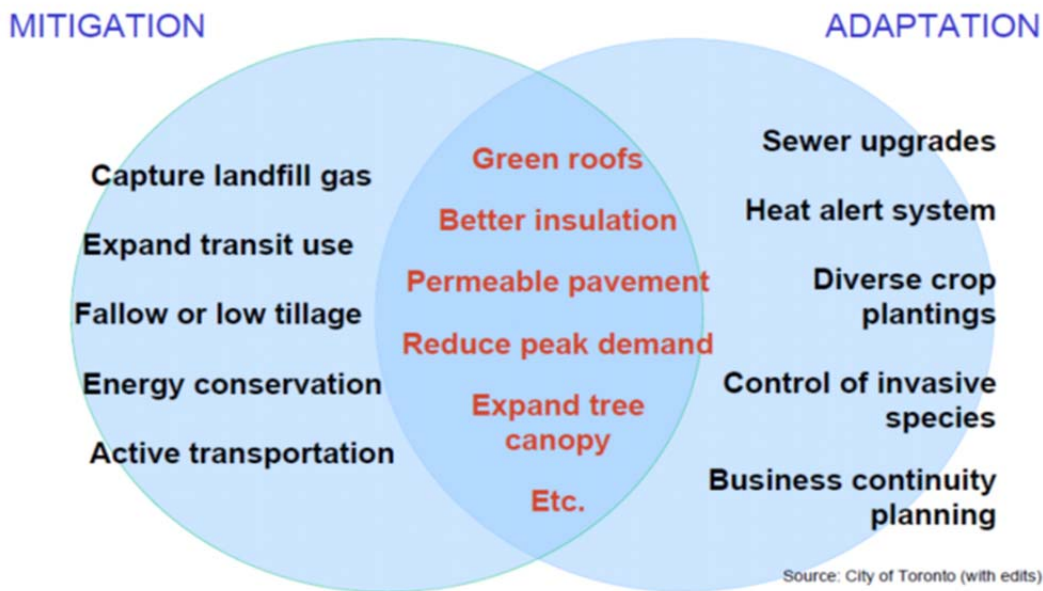 MITIGATION
ADAPTATION
Capture landfill gas
Expand transit use
Fallow or low tillage
Energy conservation
Active transportation
Green roofs
Better insulation
Permeable pavement
Reduce peak demand
Expand tree
canopy
Etc.
Sewer upgrades
Heat alert system
Diverse crop
plantings
Control of invasive
species
Business continuity
planning
Source: City of Toronto (with edits)